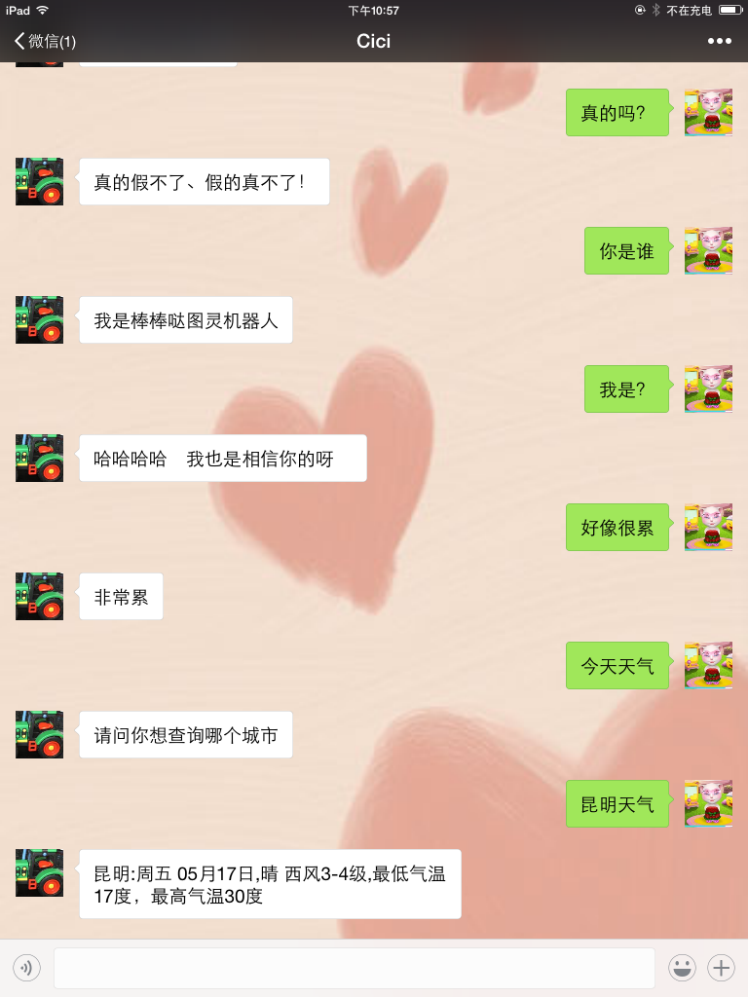 iPad 下午10:57 不在充电
微信(1) Cici
真的吗?
真的假不了、假的真不了!
你是谁
我是棒棒哒图灵机器人
我是?
哈哈哈哈 我也是相信你的呀
好像很累
非常累
今天天气
请问你想查询哪个城市
昆明天气
昆明:周五 05月17日,晴 西风3-4级,最低气温
17度，最高气温30度